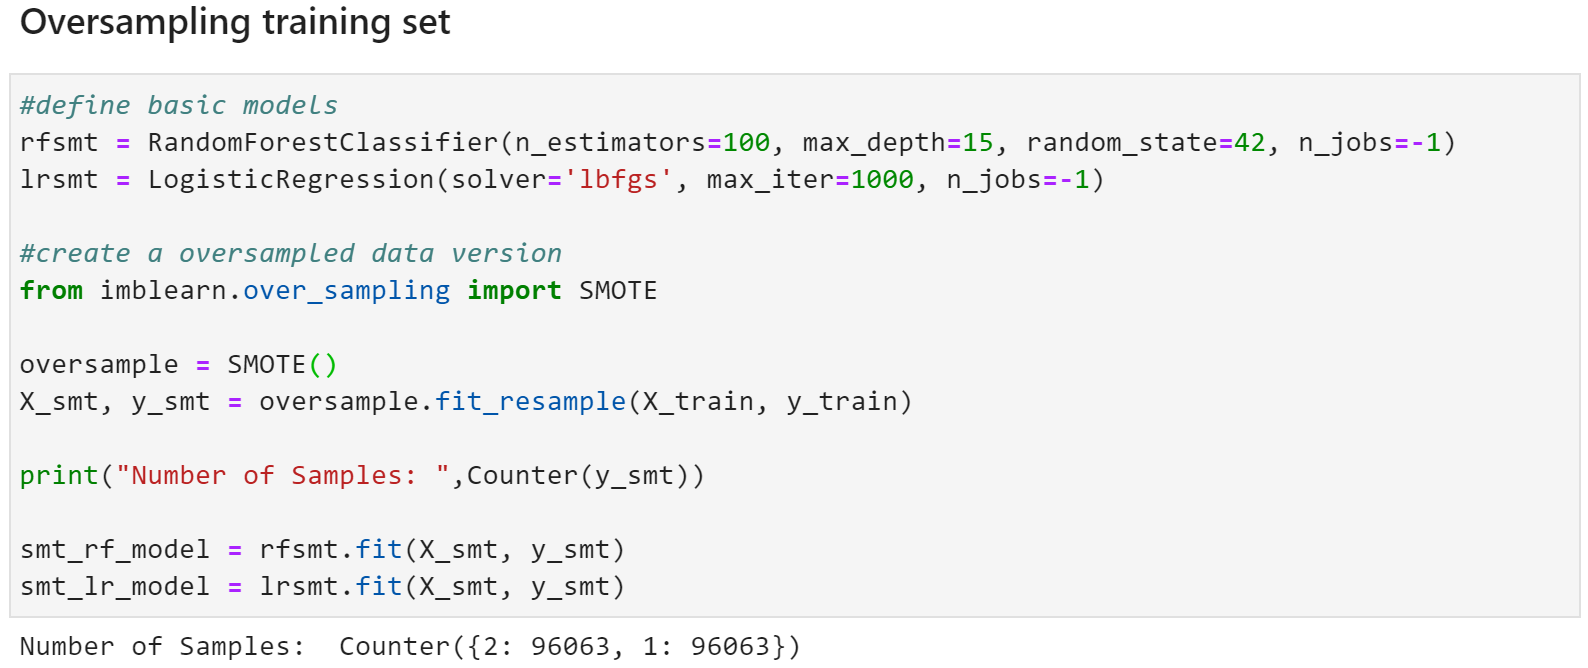 Oversampling training set
#define basic models
rfsmt = RandomForestClassifier(n_estimators=100, max_depth=15, random_state=42, n_jobs=-1)
lrsmt = LogisticRegression(solver='lbfgs', max_iter=1000, n_jobs=-1)
#create a oversampled data version
from imblearn.over_sampling import SMOTE
oversample = SMOTE()
X_smt, y_smt = oversample.fit_resample(X_train, y_train)
print("Number of Samples: ",Counter(y_smt))
smt_rf_model = rfsmt.fit(X_smt, y_smt)
smt_lr_model = lrsmt.fit(X_smt, y_smt)
Number of Samples:  Counter({2: 96063, 1: 96063})